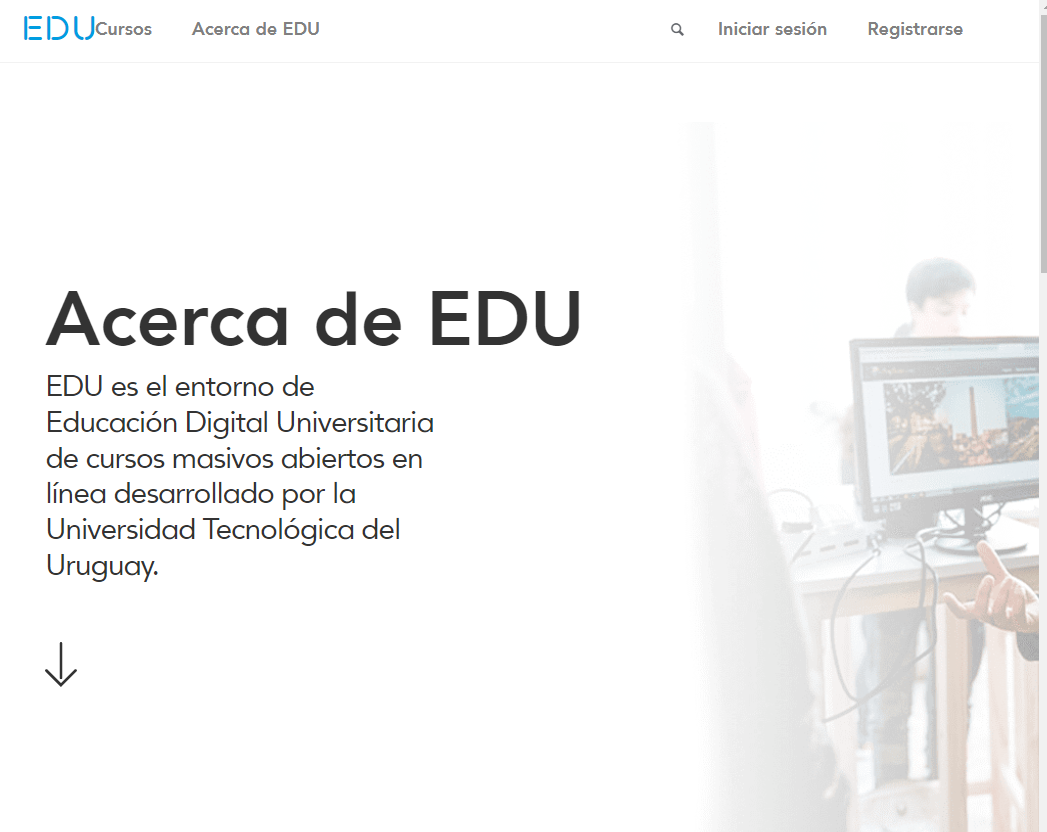 EDU Cursos Acerca de EDU Iniciar sesión Registrarse
Acerca de EDU
EDU es el entorno de
Educación Digital Universitaria
de cursos masivos abiertos en
línea desarrollado por la
Universidad Tecnológica del
Uruguay.